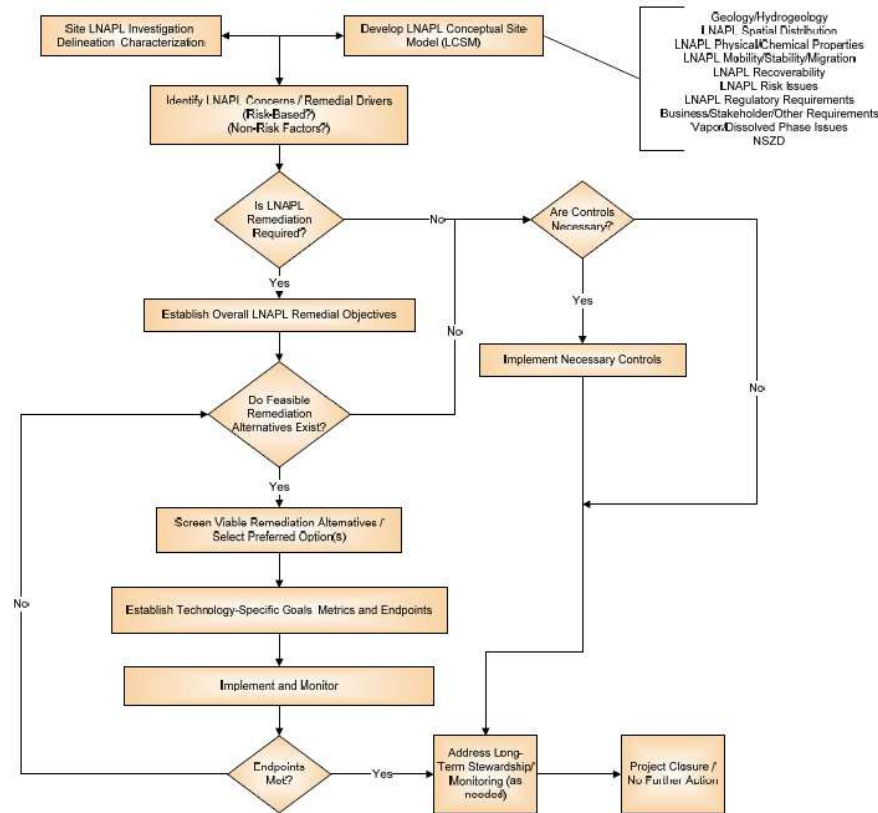 Site LNAPL Investigation
Delineation Characterization
Develop LNAPL Conceptual Site
Model (LCSM)
Geology/Hydrogeology
LNAPL Spatial Distribution
LNAPL Physical/Chemical Properties
LNAPL Mobility/Stability/Migration
LNAPL Recoverability
LNAPL Risk Issues
LNAPL Regulatory Requirements
Business/Stakeholder/Other Requirements
Vapor/Dissolved Phase Issues
NSZD
Identify LNAPL Concerns / Remedial Drivers
(Risk-Based?)
(Non-Risk Factors?)
Is LNAPL
Remediation
Required?
No
Are Controls
Necessary?
Yes
Yes
Establish Overall LNAPL Remedial Objectives
No
Implement Necessary Controls
No
Do Feasible
Remediation
Alternatives Exist?
Yes
Screen Viable Remediation Alternatives /
Select Preferred Option(s)
No
Establish Technology-Specific Goals Metrics and Endpoints
Implement and Monitor
Endpoints
Met?
Yes
Address Long-
Term Stewardship/
Monitoring (as
needed)
Project Closure /
No Further Action